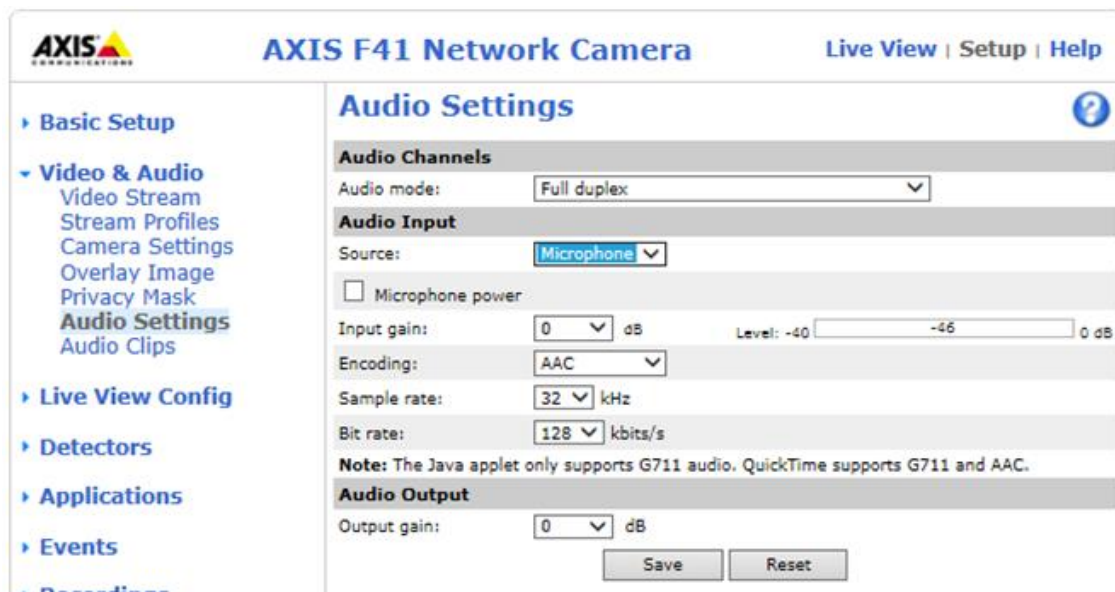 AXIS
COMMUNICATIONS
AXIS F41 Network Camera
Live View | Setup | Help
Basic Setup
Video & Audio
Video Stream
Stream Profiles
Camera Settings
Overlay Image
Privacy Mask
Audio Settings
Audio Clips
Live View Config
Detectors
Applications
Events
Recordings
Audio Settings
?
Audio Channels
Audio mode: Full duplex
Audio Input
Source: Microphone
Microphone power
Input gain: 0 dB Level: -40 -46 0 dB
Encoding: AAC
Sample rate: 32 kHz
Bit rate: 128 kbits/s
Note: The Java applet only supports G711 audio. QuickTime supports G711 and AAC.
Audio Output
Output gain: 0 dB
Save Reset